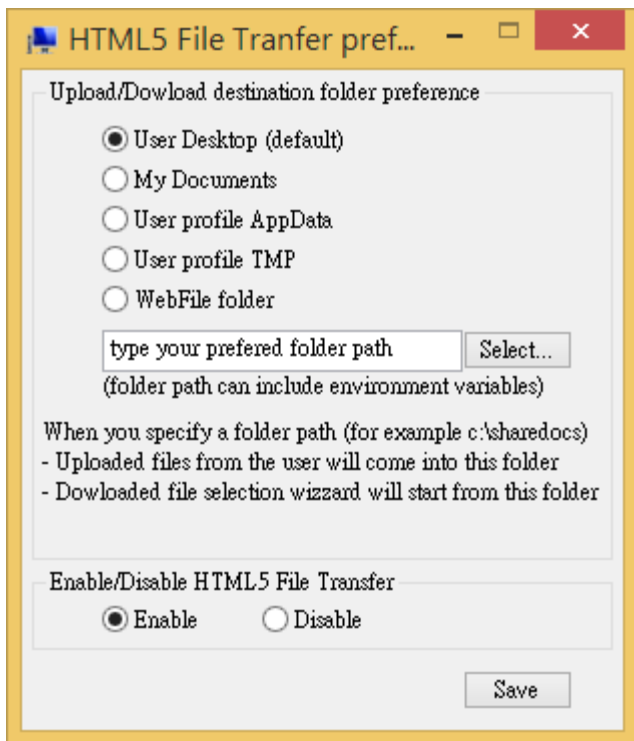 HTML5 File Tranfer pref...
Upload/Dowload destination folder preference
User Desktop (default)
My Documents
User profile AppData
User profile TMP
WebFile folder
type your prefered folder path Select...
(folder path can include environment variables)
When you specify a folder path (for example c:\sharedocs)
- Uploaded files from the user will come into this folder
- Dowloaded file selection wizzard will start from this folder
Enable/Disable HTML5 File Transfer
Enable Disable
Save